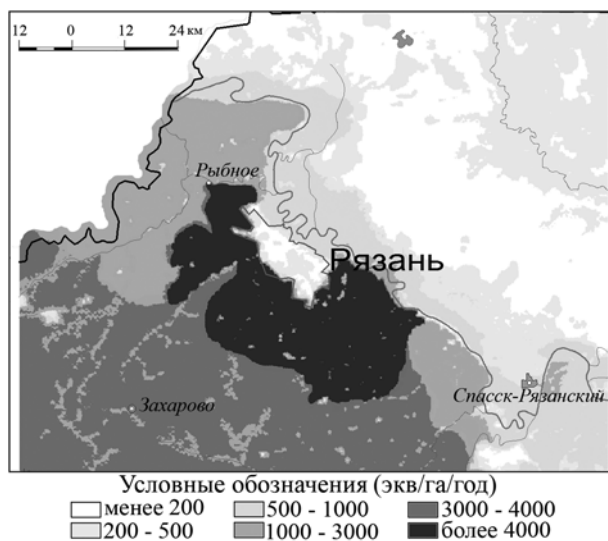 12 0 12 24 км
Рыбное
Рязань
Спасск-Рязанский
Захарово
Условные обозначения (экв/га/год)
менее 200 500 - 1000 3000 - 4000
200 - 500 1000 - 3000 более 4000